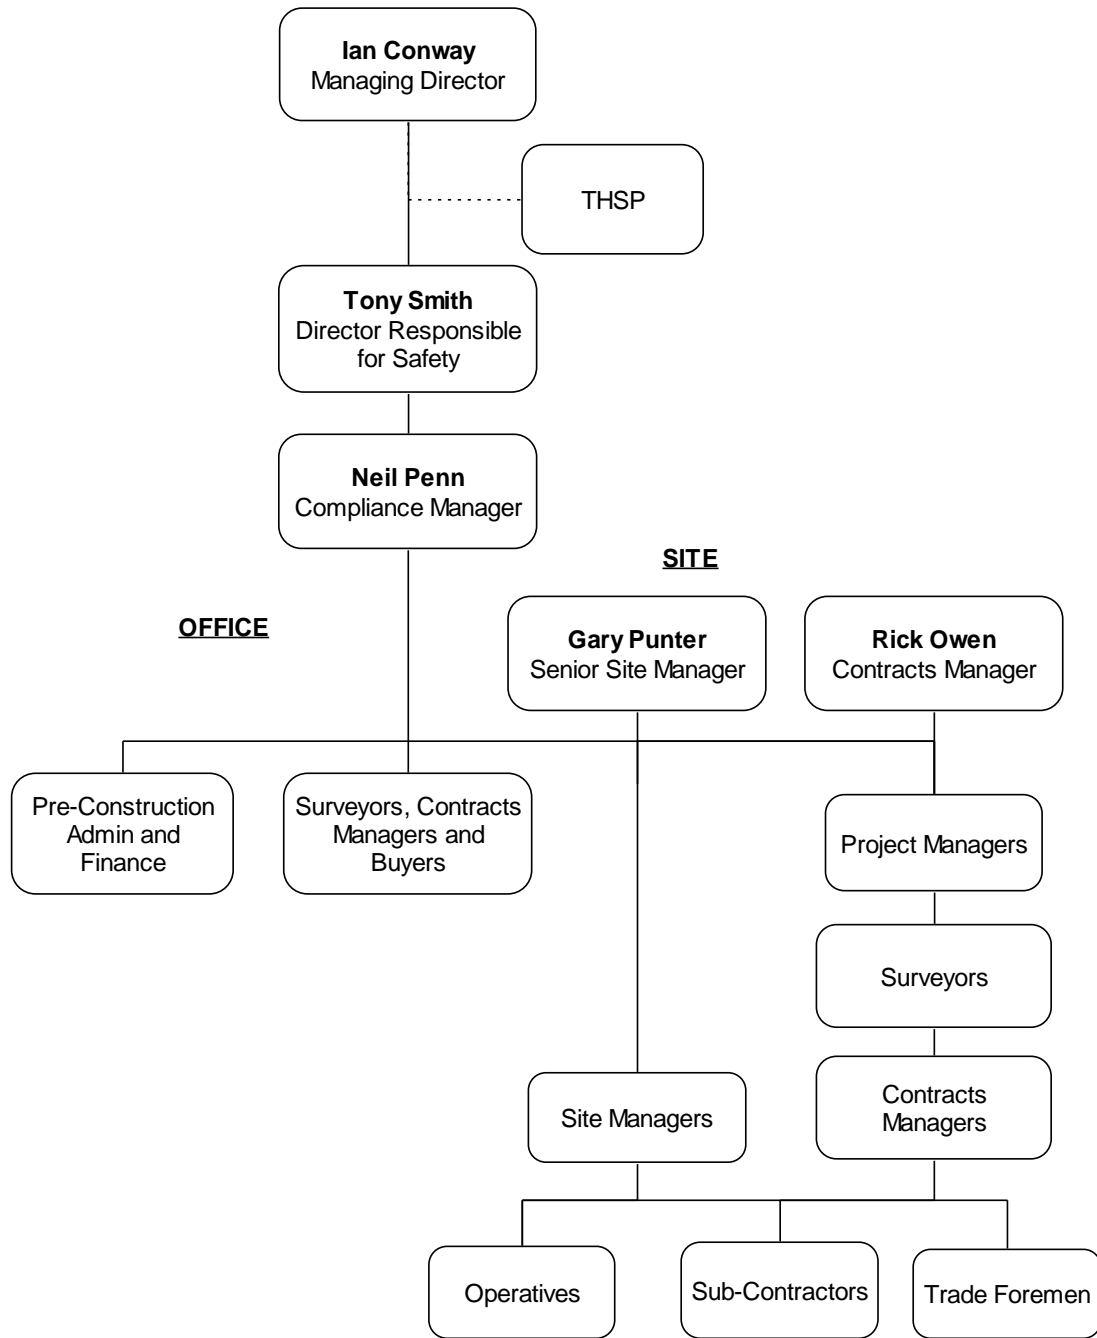 Ian Conway
Managing Director
THSP
Tony Smith
Director Responsible
for Safety
Neil Penn
Compliance Manager
SITE
OFFICE
Gary Punter
Senior Site Manager
Rick Owen
Contracts Manager
Pre-Construction
Admin and
Finance
Surveyors, Contracts
Managers and
Buyers
Project Managers
Surveyors
Site Managers
Contracts
Managers
Operatives
Sub-Contractors
Trade Foremen